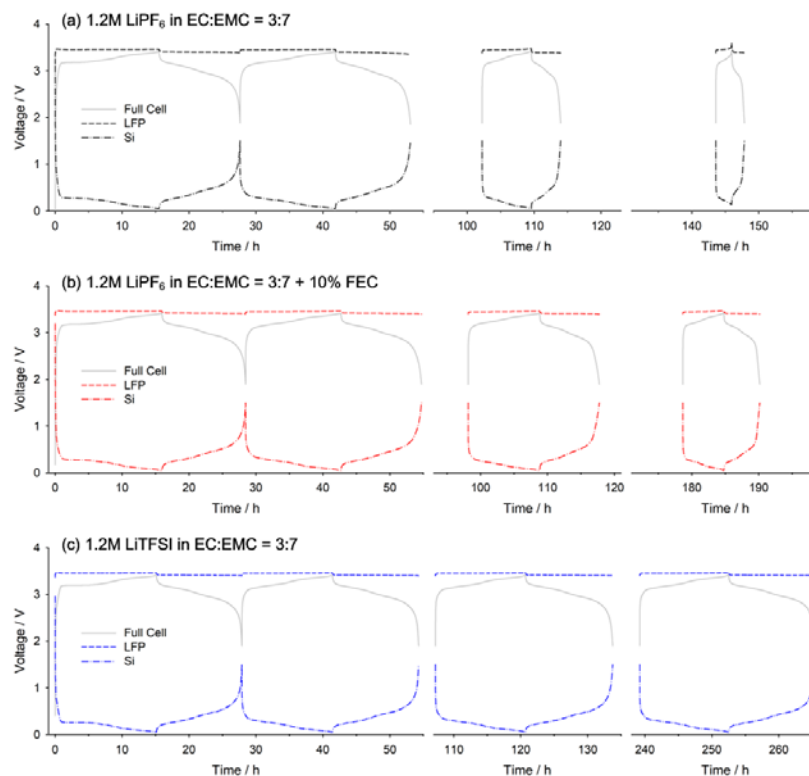 (a) 1.2M LiPF₆ in EC:EMC = 3:7
4
3
2
1
0
Voltage / V
Full Cell
LFP
Si
0 10 20 30 40 50 100 110 120 140 150
Time / h Time / h Time / h
(b) 1.2M LiPF₆ in EC:EMC = 3:7 + 10% FEC
4
3
2
1
0
Voltage / V
Full Cell
LFP
Si
0 10 20 30 40 50 100 110 120 180 190
Time / h Time / h Time / h
(c) 1.2M LiTFSI in EC:EMC = 3:7
4
3
2
1
0
Voltage / V
Full Cell
LFP
Si
0 10 20 30 40 50 110 120 130 240 250 260
Time / h Time / h Time / h